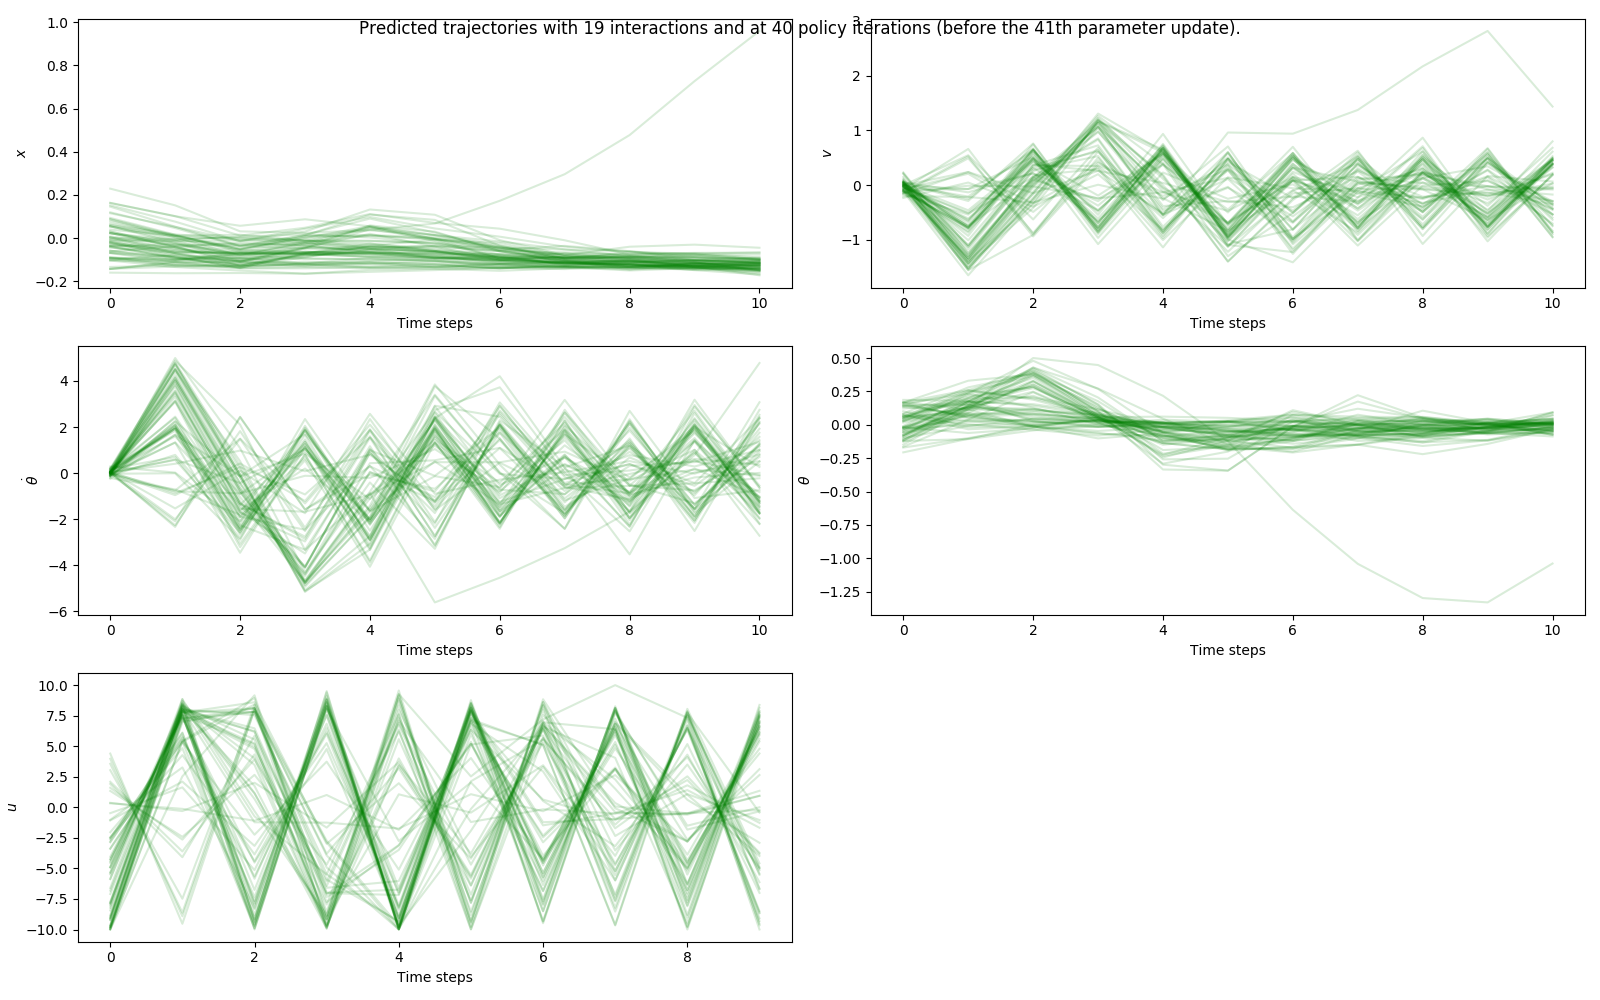 Predicted trajectories with 19 interactions and at 40 policy iterations (before the 41th parameter update).
1.0
0.8
0.6
0.4
0.2
0.0
−0.2
x
0 2 4 6 8 10
Time steps
3
2
1
0
−1
v
0 2 4 6 8 10
Time steps
4
2
0
−2
−4
−6
θ̇
0 2 4 6 8 10
Time steps
0.50
0.25
0.00
−0.25
−0.50
−0.75
−1.00
−1.25
θ
0 2 4 6 8 10
Time steps
10.0
7.5
5.0
2.5
0.0
−2.5
−5.0
−7.5
−10.0
u
0 2 4 6 8
Time steps